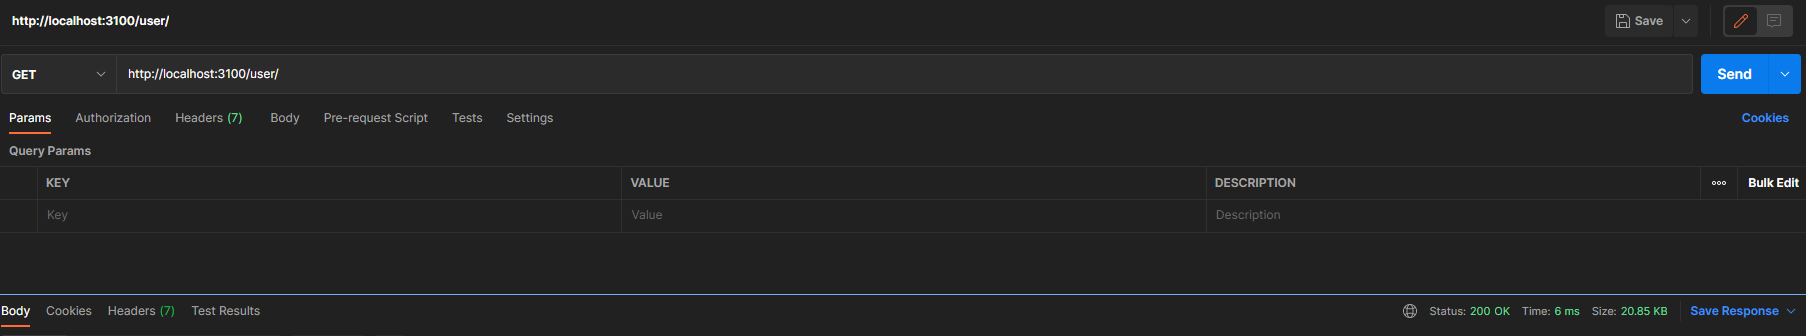 http://localhost:3100/user/
Save
GET http://localhost:3100/user/ Send
Params Authorization Headers (7) Body Pre-request Script Tests Settings Cookies
Query Params
KEY VALUE DESCRIPTION Bulk Edit
Key Value Description
Body Cookies Headers (7) Test Results Status: 200 OK Time: 6 ms Size: 20.85 KB Save Response